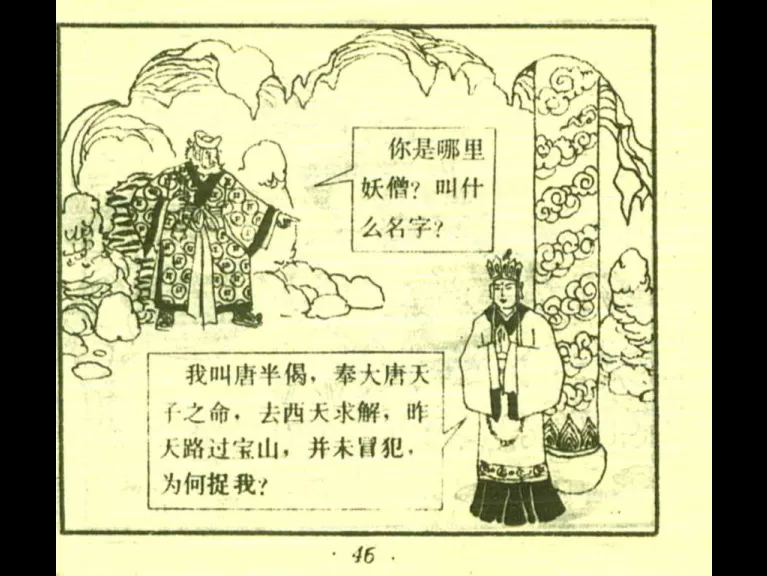 你是哪里
妖僧？叫什
么名字？
我叫唐半偈，奉大唐天
子之命，去西天求解，昨
天路过宝山，并未冒犯，
为何捉我？
· 46 ·